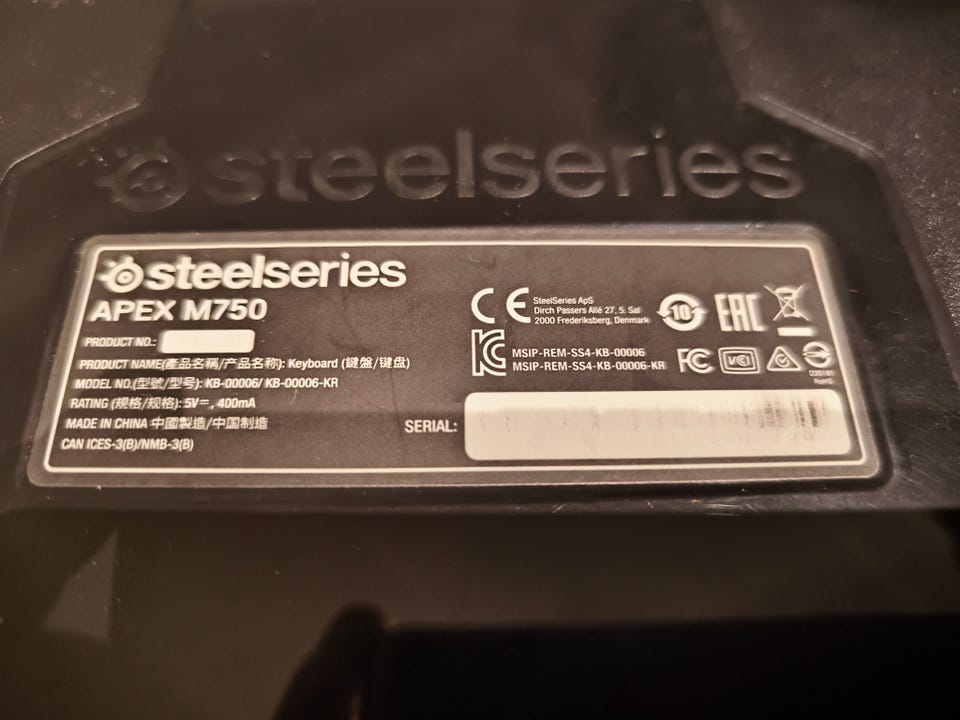 steelseries
steelseries
APEX M750
PRODUCT NO.:
PRODUCT NAME(產品名稱/产品名称): Keyboard (鍵盤/键盘)
MODEL NO.(型號/型号): KB-00006/ KB-00006-KR
RATING (規格/规格): 5V⎓, 400mA
MADE IN CHINA 中國製造/中国制造
CAN ICES-3(B)/NMB-3(B)
CE
SteelSeries ApS
Dirch Passers Allé 27, 5. Sal
2000 Frederiksberg, Denmark
10
EAC
KC
MSIP-REM-SS4-KB-00006
MSIP-REM-SS4-KB-00006-KR
FC
VCI
D35181
RoHS
SERIAL: